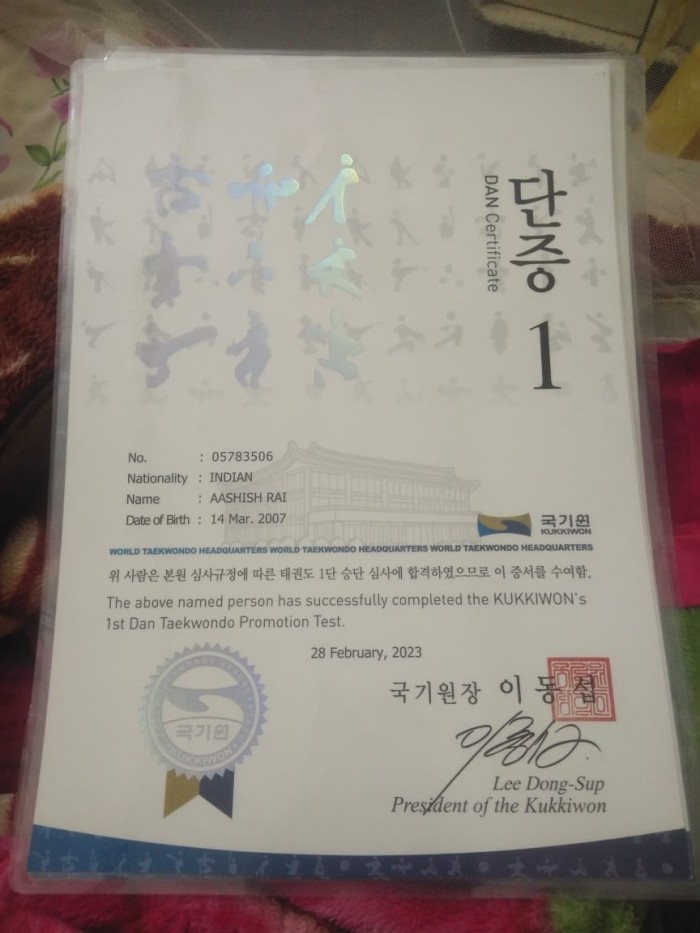 단증
DAN Certificate
1
No. : 05783506
Nationality : INDIAN
Name : AASHISH RAI
Date of Birth : 14 Mar. 2007
국기원
KUKKIWON
WORLD TAEKWONDO HEADQUARTERS WORLD TAEKWONDO HEADQUARTERS WORLD TAEKWONDO HEADQUARTERS
위 사람은 본원 심사규정에 따른 태권도 1단 승단 심사에 합격하였으므로 이 증서를 수여함.
The above named person has successfully completed the KUKKIWON's
1st Dan Taekwondo Promotion Test.
28 February, 2023
국기원장 이동섭
국기원
KUKKIWON
Lee Dong-Sup
President of the Kukkiwon